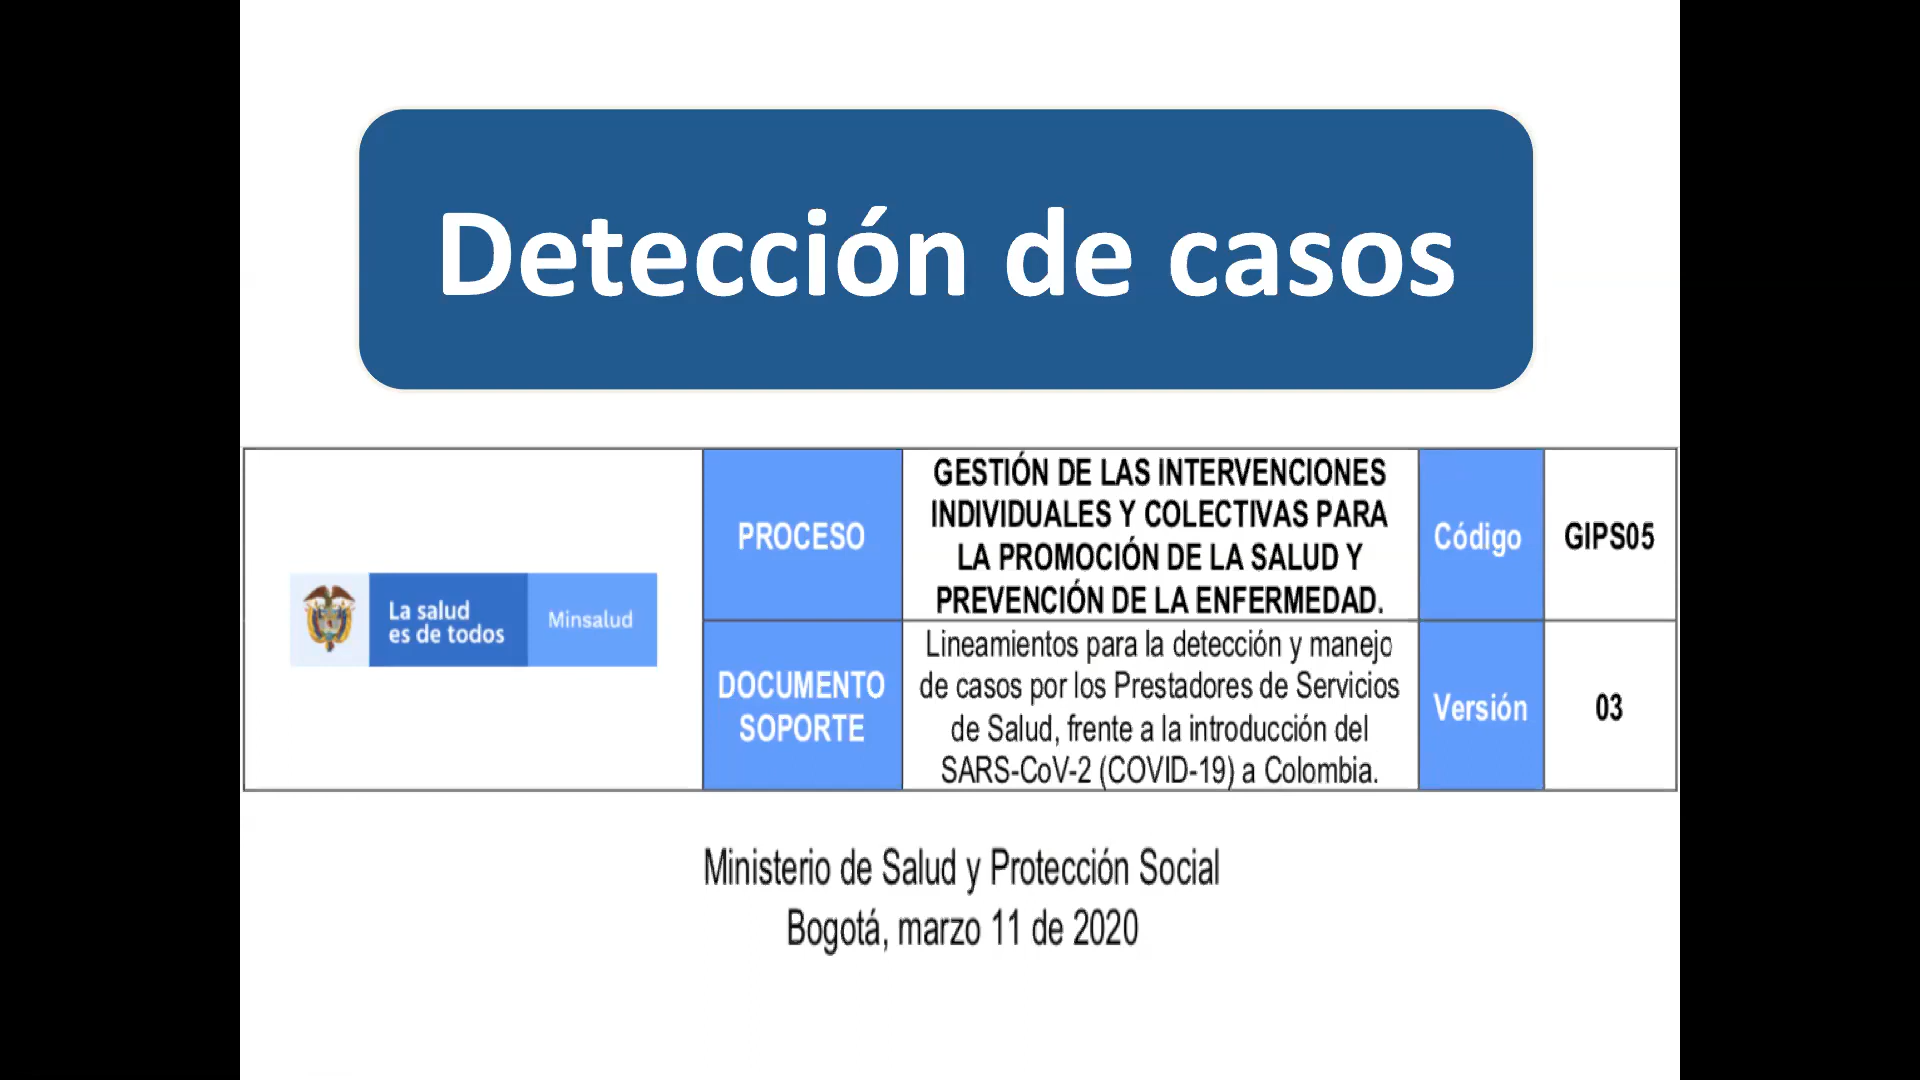 Detección de casos
La salud
es de todos
Minsalud
PROCESO
GESTIÓN DE LAS INTERVENCIONES
INDIVIDUALES Y COLECTIVAS PARA
LA PROMOCIÓN DE LA SALUD Y
PREVENCIÓN DE LA ENFERMEDAD.
Código
GIPS05
DOCUMENTO
SOPORTE
Lineamientos para la detección y manejo
de casos por los Prestadores de Servicios
de Salud, frente a la introducción del
SARS-CoV-2 (COVID-19) a Colombia.
Versión
03
Ministerio de Salud y Protección Social
Bogotá, marzo 11 de 2020